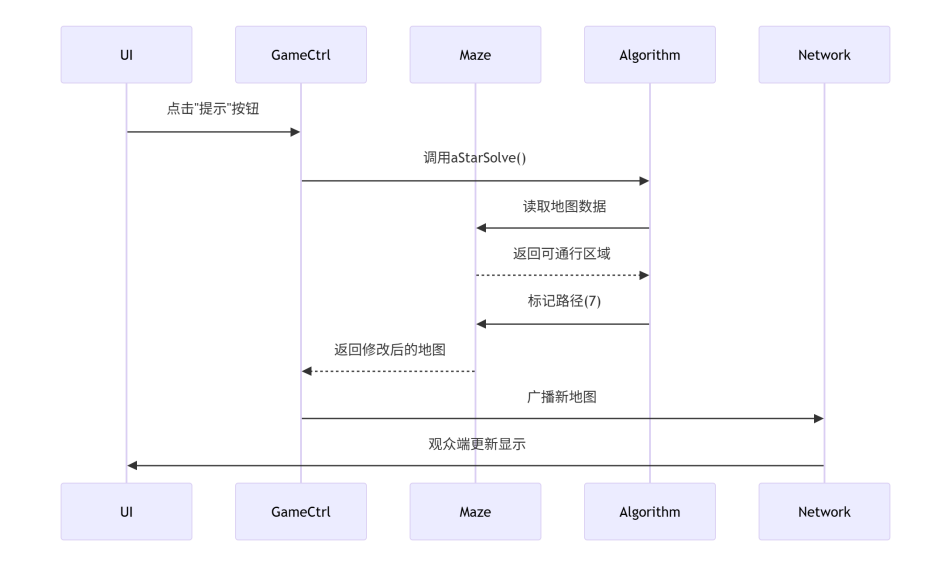 UI
GameCtrl
Maze
Algorithm
Network
点击"提示"按钮
调用aStarSolve()
读取地图数据
返回可通行区域
标记路径(7)
返回修改后的地图
广播新地图
观众端更新显示
UI
GameCtrl
Maze
Algorithm
Network